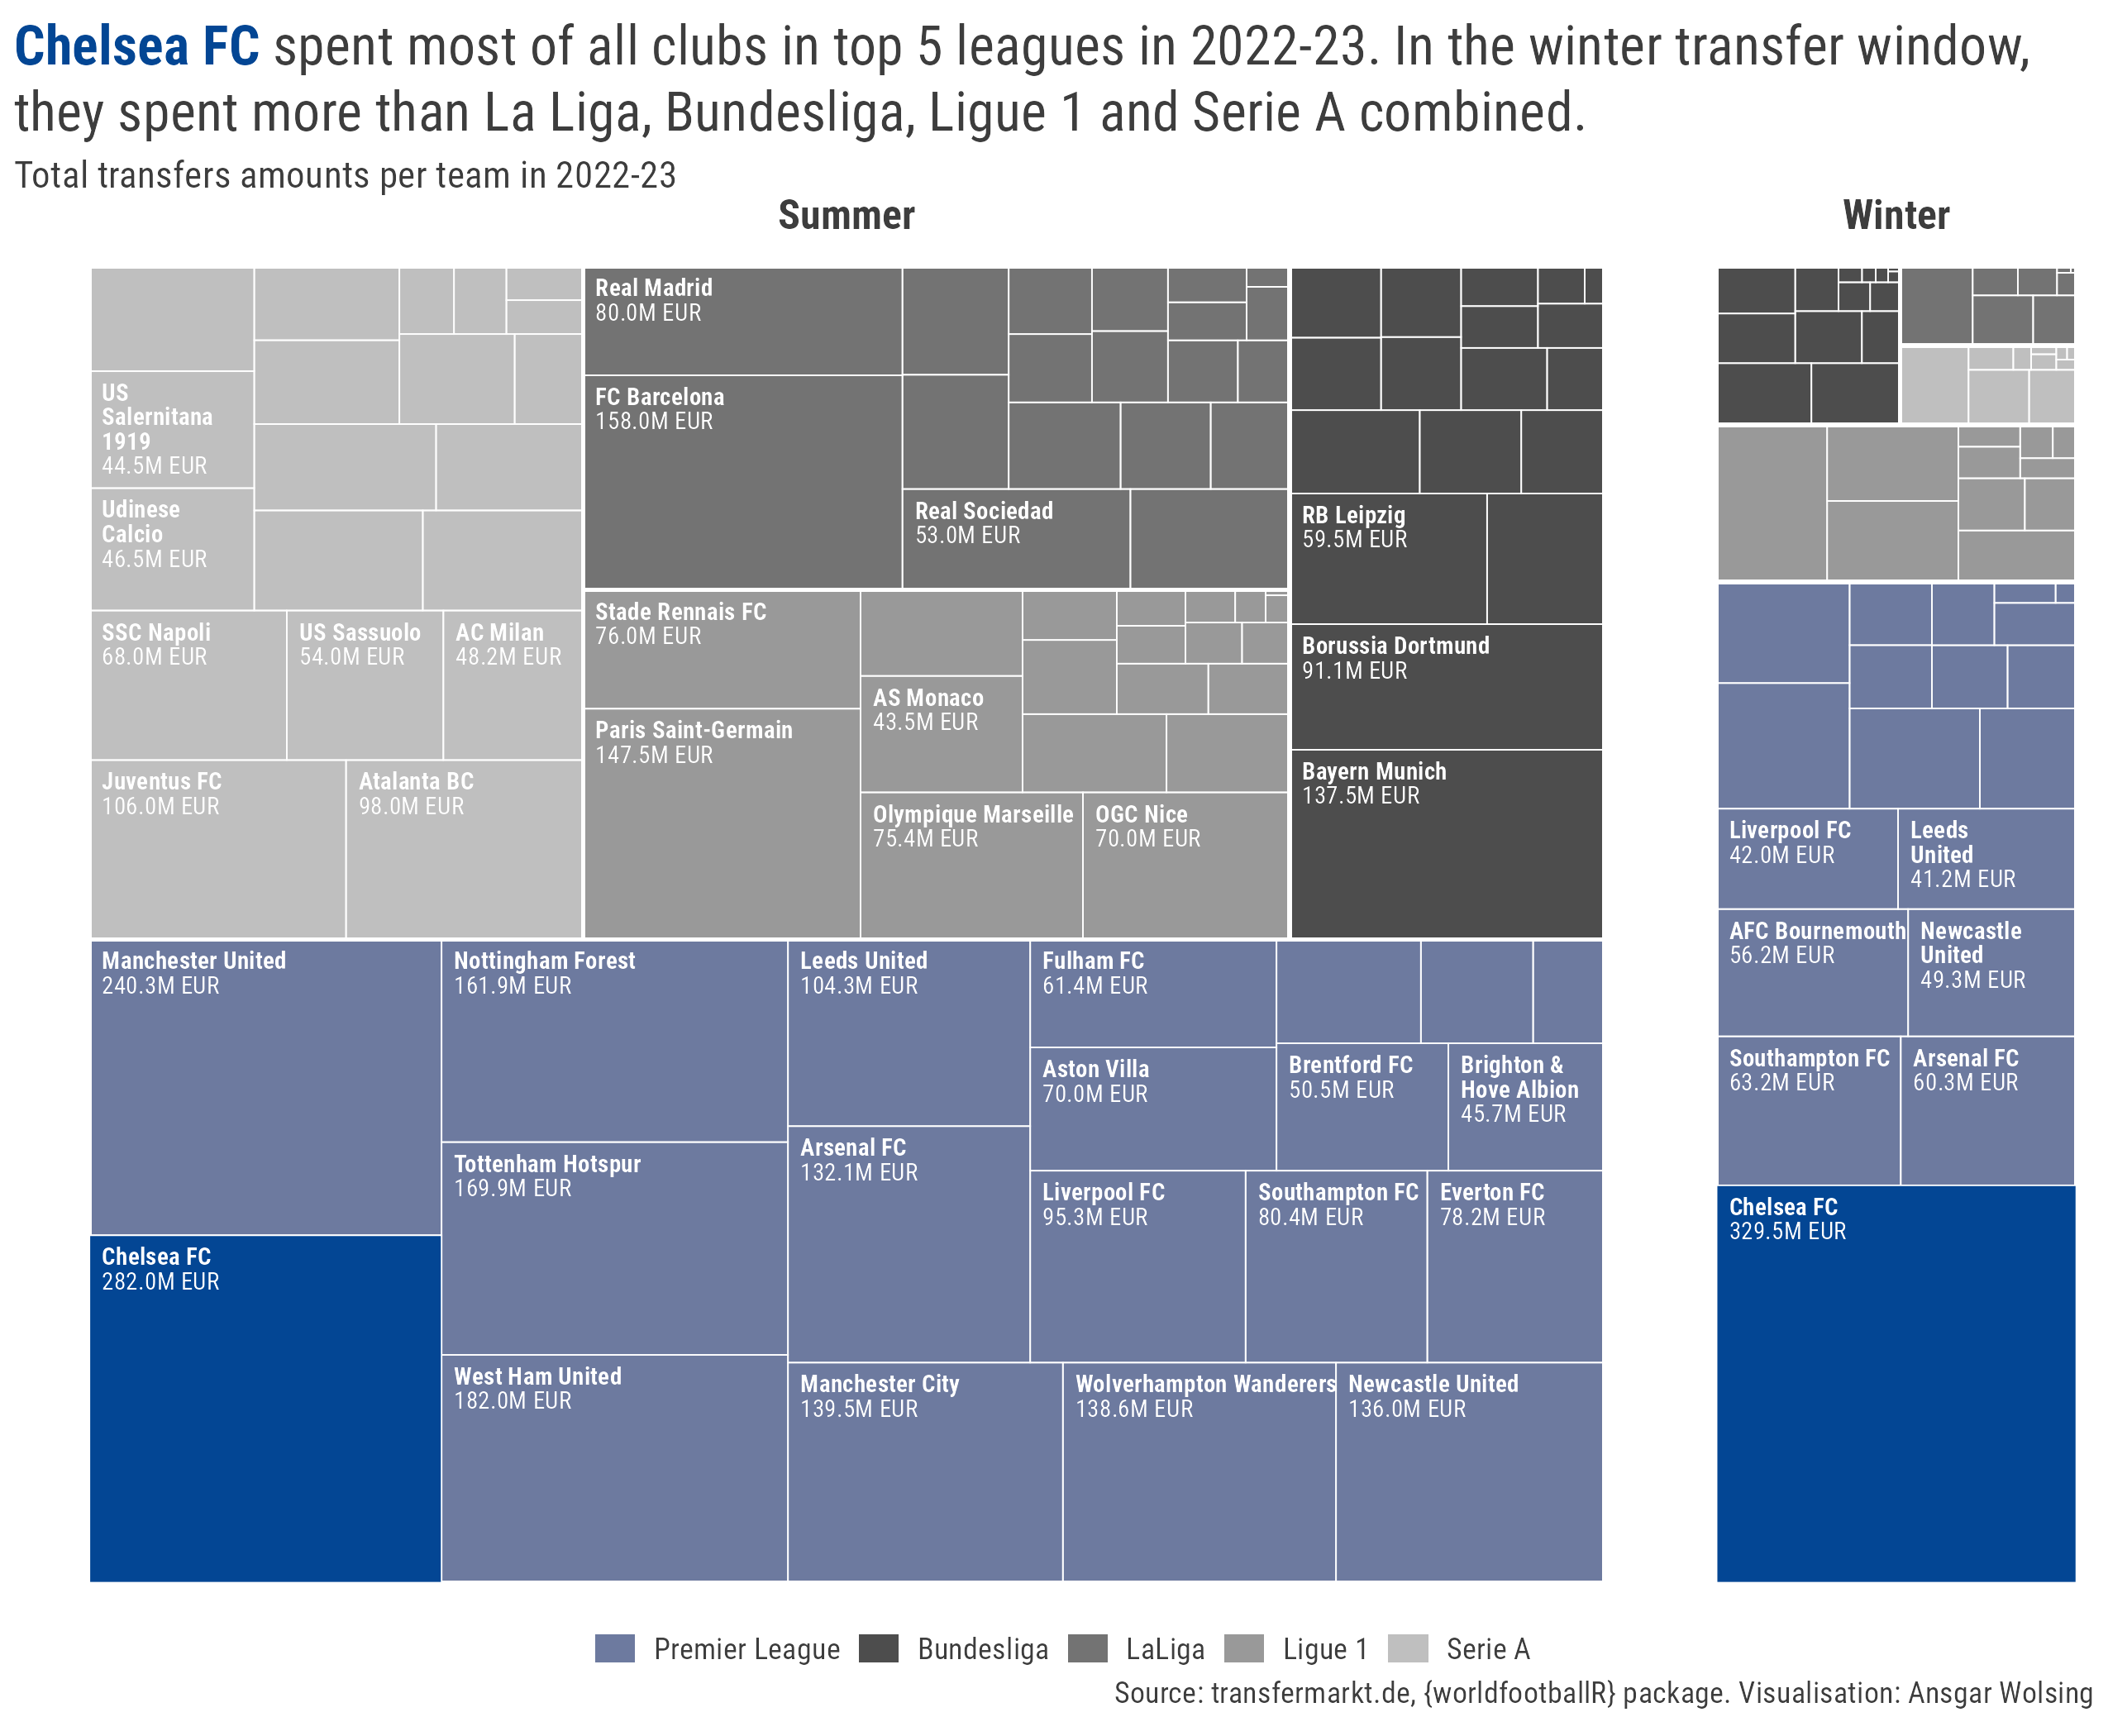 Chelsea FC spent most of all clubs in top 5 leagues in 2022-23. In the winter transfer window,
they spent more than La Liga, Bundesliga, Ligue 1 and Serie A combined.
Total transfers amounts per team in 2022-23
Summer
US
Salernitana
1919
44.5M EUR
Udinese
Calcio
46.5M EUR
SSC Napoli
68.0M EUR
US Sassuolo
54.0M EUR
AC Milan
48.2M EUR
Juventus FC
106.0M EUR
Atalanta BC
98.0M EUR
Real Madrid
80.0M EUR
FC Barcelona
158.0M EUR
Real Sociedad
53.0M EUR
Stade Rennais FC
76.0M EUR
Paris Saint-Germain
147.5M EUR
AS Monaco
43.5M EUR
Olympique Marseille
75.4M EUR
OGC Nice
70.0M EUR
RB Leipzig
59.5M EUR
Borussia Dortmund
91.1M EUR
Bayern Munich
137.5M EUR
Manchester United
240.3M EUR
Chelsea FC
282.0M EUR
Nottingham Forest
161.9M EUR
Tottenham Hotspur
169.9M EUR
West Ham United
182.0M EUR
Leeds United
104.3M EUR
Arsenal FC
132.1M EUR
Fulham FC
61.4M EUR
Aston Villa
70.0M EUR
Brentford FC
50.5M EUR
Brighton &
Hove Albion
45.7M EUR
Liverpool FC
95.3M EUR
Southampton FC
80.4M EUR
Everton FC
78.2M EUR
Manchester City
139.5M EUR
Wolverhampton Wanderers
138.6M EUR
Newcastle United
136.0M EUR
Winter
Liverpool FC
42.0M EUR
Leeds
United
41.2M EUR
AFC Bournemouth
56.2M EUR
Newcastle
United
49.3M EUR
Southampton FC
63.2M EUR
Arsenal FC
60.3M EUR
Chelsea FC
329.5M EUR
Premier League
Bundesliga
LaLiga
Ligue 1
Serie A
Source: transfermarkt.de, {worldfootballR} package. Visualisation: Ansgar Wolsing